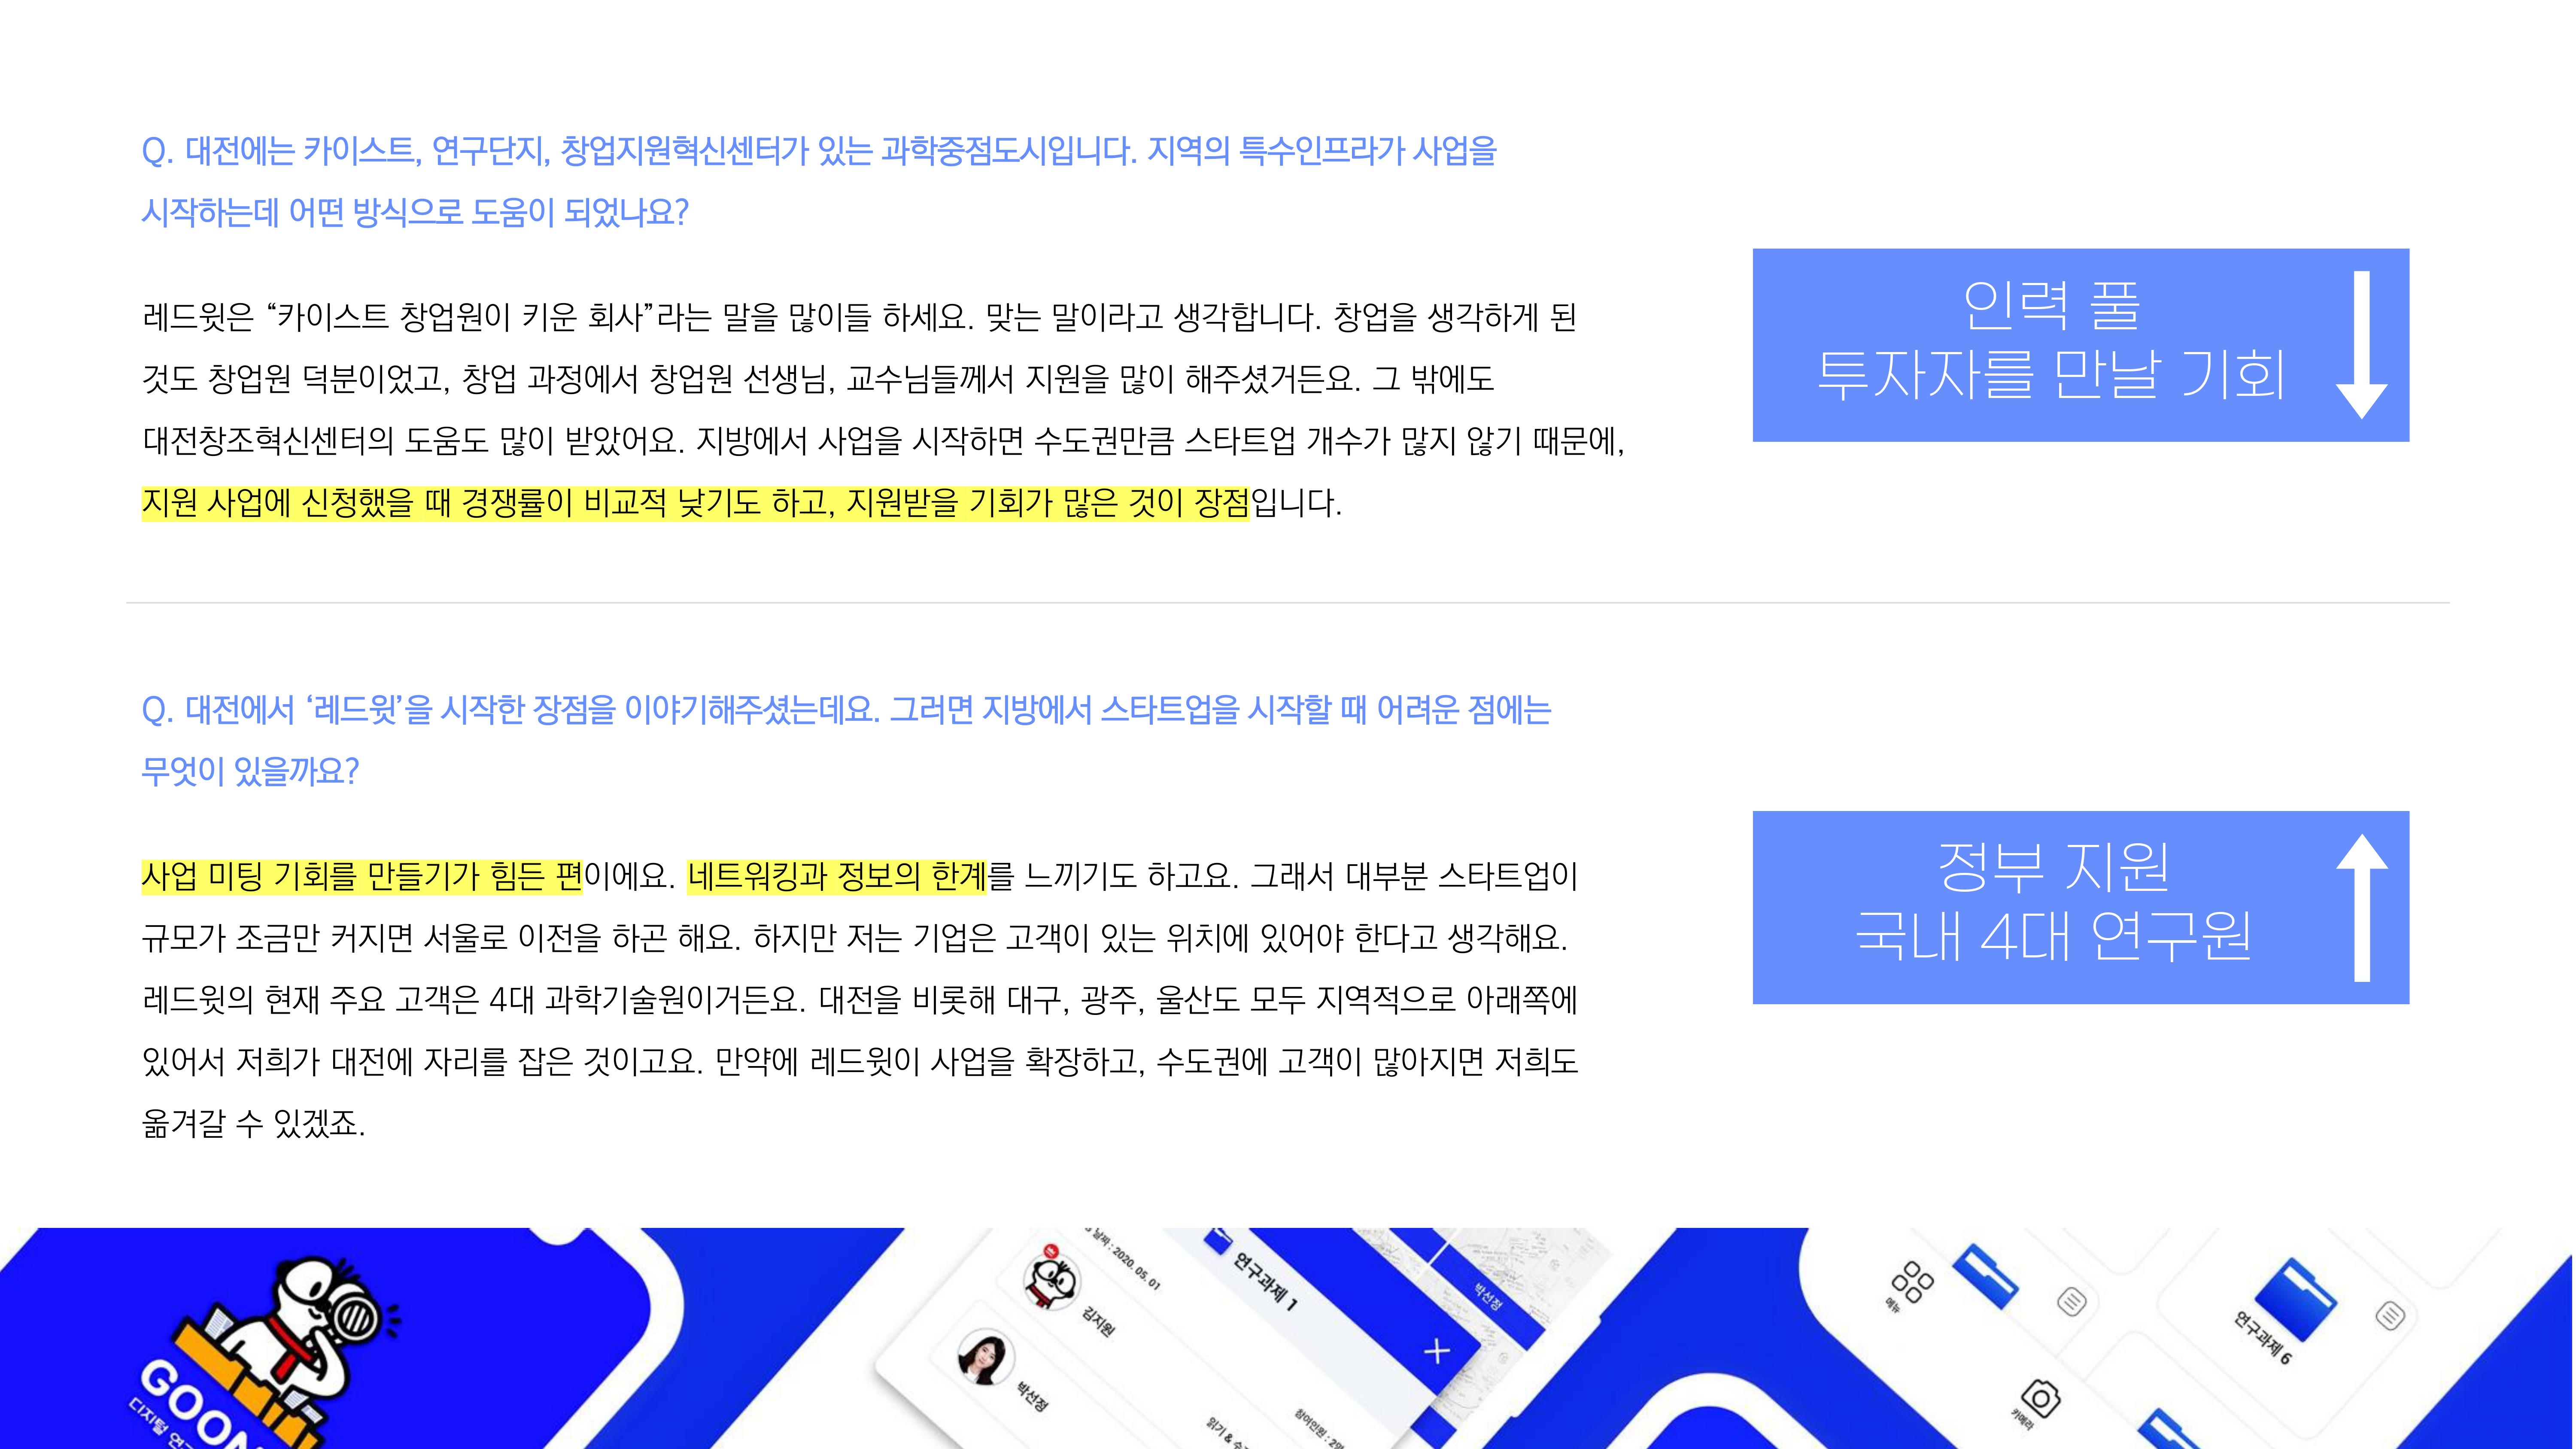 Q. 대전에는 카이스트, 연구단지, 창업지원혁신센터가 있는 과학중점도시입니다. 지역의 특수인프라가 사업을
시작하는데 어떤 방식으로 도움이 되었나요?
레드윗은 “카이스트 창업원이 키운 회사”라는 말을 많이들 하세요. 맞는 말이라고 생각합니다. 창업을 생각하게 된
것도 창업원 덕분이었고, 창업 과정에서 창업원 선생님, 교수님들께서 지원을 많이 해주셨거든요. 그 밖에도
대전창조혁신센터의 도움도 많이 받았어요. 지방에서 사업을 시작하면 수도권만큼 스타트업 개수가 많지 않기 때문에,
지원 사업에 신청했을 때 경쟁률이 비교적 낮기도 하고, 지원받을 기회가 많은 것이 장점입니다.
인력 풀
투자자를 만날 기회
Q. 대전에서 ‘레드윗’을 시작한 장점을 이야기해주셨는데요. 그러면 지방에서 스타트업을 시작할 때 어려운 점에는
무엇이 있을까요?
사업 미팅 기회를 만들기가 힘든 편이에요. 네트워킹과 정보의 한계를 느끼기도 하고요. 그래서 대부분 스타트업이
규모가 조금만 커지면 서울로 이전을 하곤 해요. 하지만 저는 기업은 고객이 있는 위치에 있어야 한다고 생각해요.
레드윗의 현재 주요 고객은 4대 과학기술원이거든요. 대전을 비롯해 대구, 광주, 울산도 모두 지역적으로 아래쪽에
있어서 저희가 대전에 자리를 잡은 것이고요. 만약에 레드윗이 사업을 확장하고, 수도권에 고객이 많아지면 저희도
옮겨갈 수 있겠죠.
정부 지원
국내 4대 연구원
GOON
디지털
날짜 : 2020. 05. 01
연구과제 1
김지원
박선정
박선정
읽기 &
참여인원 : 2명
메뉴
카메라
연구과제 6